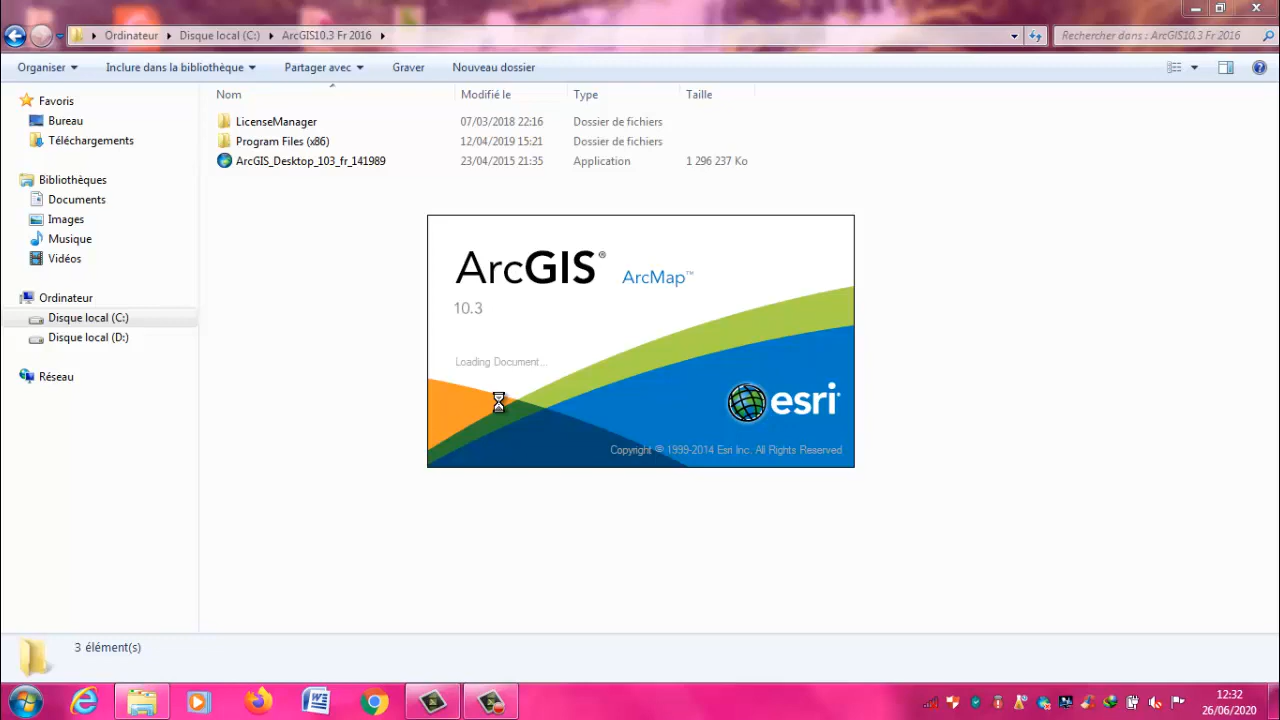 Ordinateur Disque local (C:) ArcGIS10.3 Fr 2016
Rechercher dans : ArcGIS10.3 Fr 2016
Organiser Inclure dans la bibliothèque Partager avec Graver Nouveau dossier
Favoris
Bureau
Téléchargements
Bibliothèques
Documents
Images
Musique
Vidéos
Ordinateur
Disque local (C:)
Disque local (D:)
Réseau
Nom Modifié le Type Taille
LicenseManager 07/03/2018 22:16 Dossier de fichiers
Program Files (x86) 12/04/2019 15:21 Dossier de fichiers
ArcGIS_Desktop_103_fr_141989 23/04/2015 21:35 Application 1 296 237 Ko
ArcGIS® ArcMap™
10.3
Loading Document...
esri®
Copyright © 1999-2014 Esri Inc. All Rights Reserved
3 élément(s)
12:32
26/06/2020